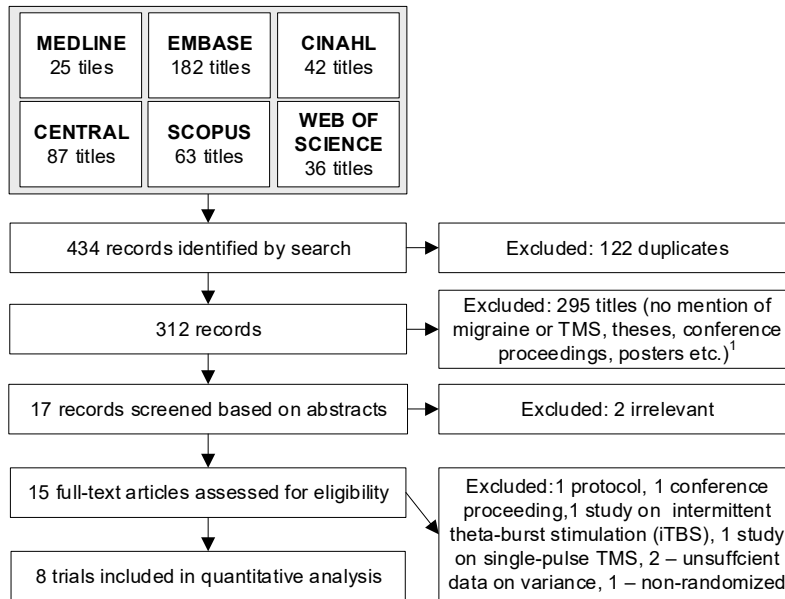 MEDLINE
25 tiles
EMBASE
182 titles
CINAHL
42 titles
CENTRAL
87 titles
SCOPUS
63 titles
WEB OF
SCIENCE
36 titles
434 records identified by search
Excluded: 122 duplicates
312 records
Excluded: 295 titles (no mention of
migraine or TMS, theses, conference
proceedings, posters etc.)¹
17 records screened based on abstracts
Excluded: 2 irrelevant
15 full-text articles assessed for eligibility
Excluded:1 protocol, 1 conference
proceeding,1 study on intermittent
theta-burst stimulation (iTBS), 1 study
on single-pulse TMS, 2 – unsuffcient
data on variance, 1 – non-randomized
8 trials included in quantitative analysis